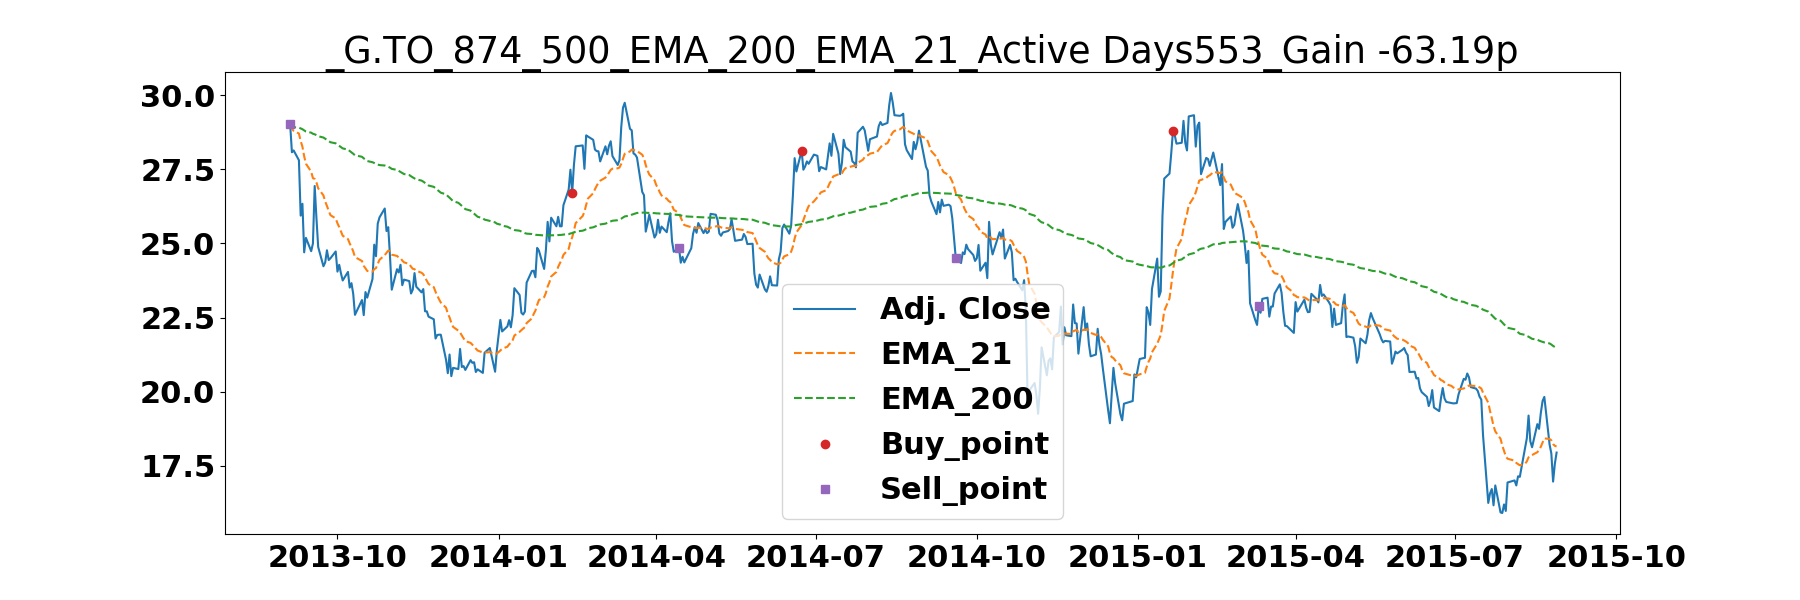 _G.TO_874_500_EMA_200_EMA_21_Active Days553_Gain -63.19p
30.0
27.5
25.0
22.5
20.0
17.5
Adj. Close
EMA_21
EMA_200
Buy_point
Sell_point
2013-10 2014-01 2014-04 2014-07 2014-10 2015-01 2015-04 2015-07 2015-10